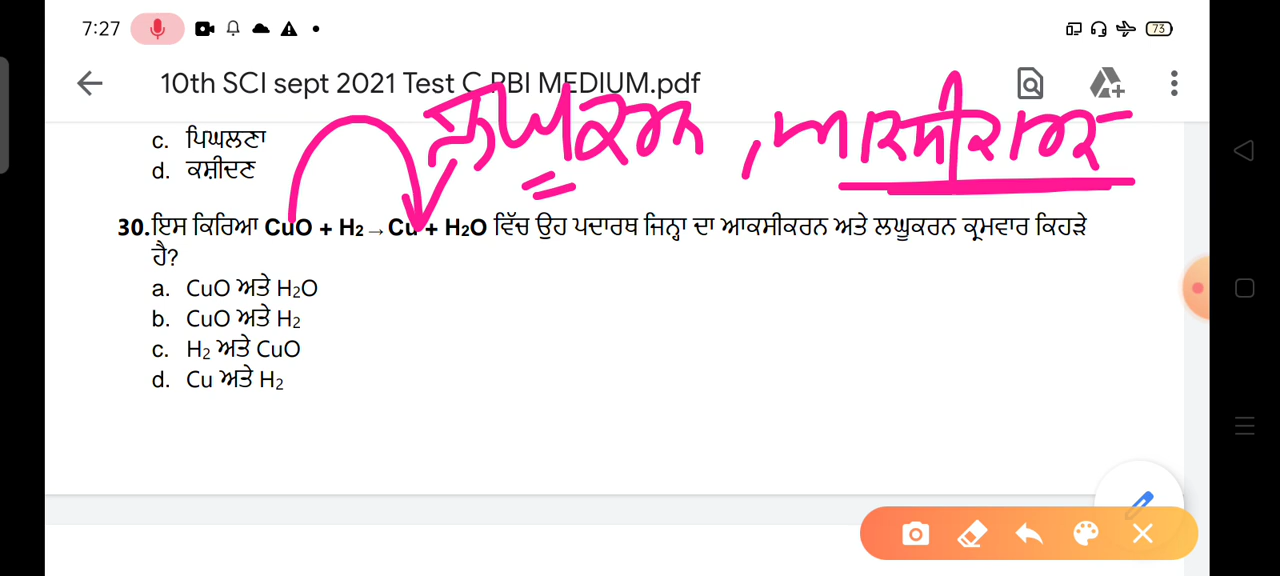 7:27 73
10th SCI sept 2021 Test C PBI MEDIUM.pdf
ਲਘੂਕਰਨ , ਆਕਸੀਕਰਨ
c. ਪਿਘਲਣਾ
d. ਕਸ਼ੀਦਣ
30. ਇਸ ਕਿਰਿਆ CuO + H₂ → Cu + H₂O ਵਿੱਚ ਉਹ ਪਦਾਰਥ ਜਿਨ੍ਹਾ ਦਾ ਆਕਸੀਕਰਨ ਅਤੇ ਲਘੂਕਰਨ ਕ੍ਰਮਵਾਰ ਕਿਹੜੇ
ਹੈ?
a. CuO ਅਤੇ H₂O
b. CuO ਅਤੇ H₂
c. H₂ ਅਤੇ CuO
d. Cu ਅਤੇ H₂